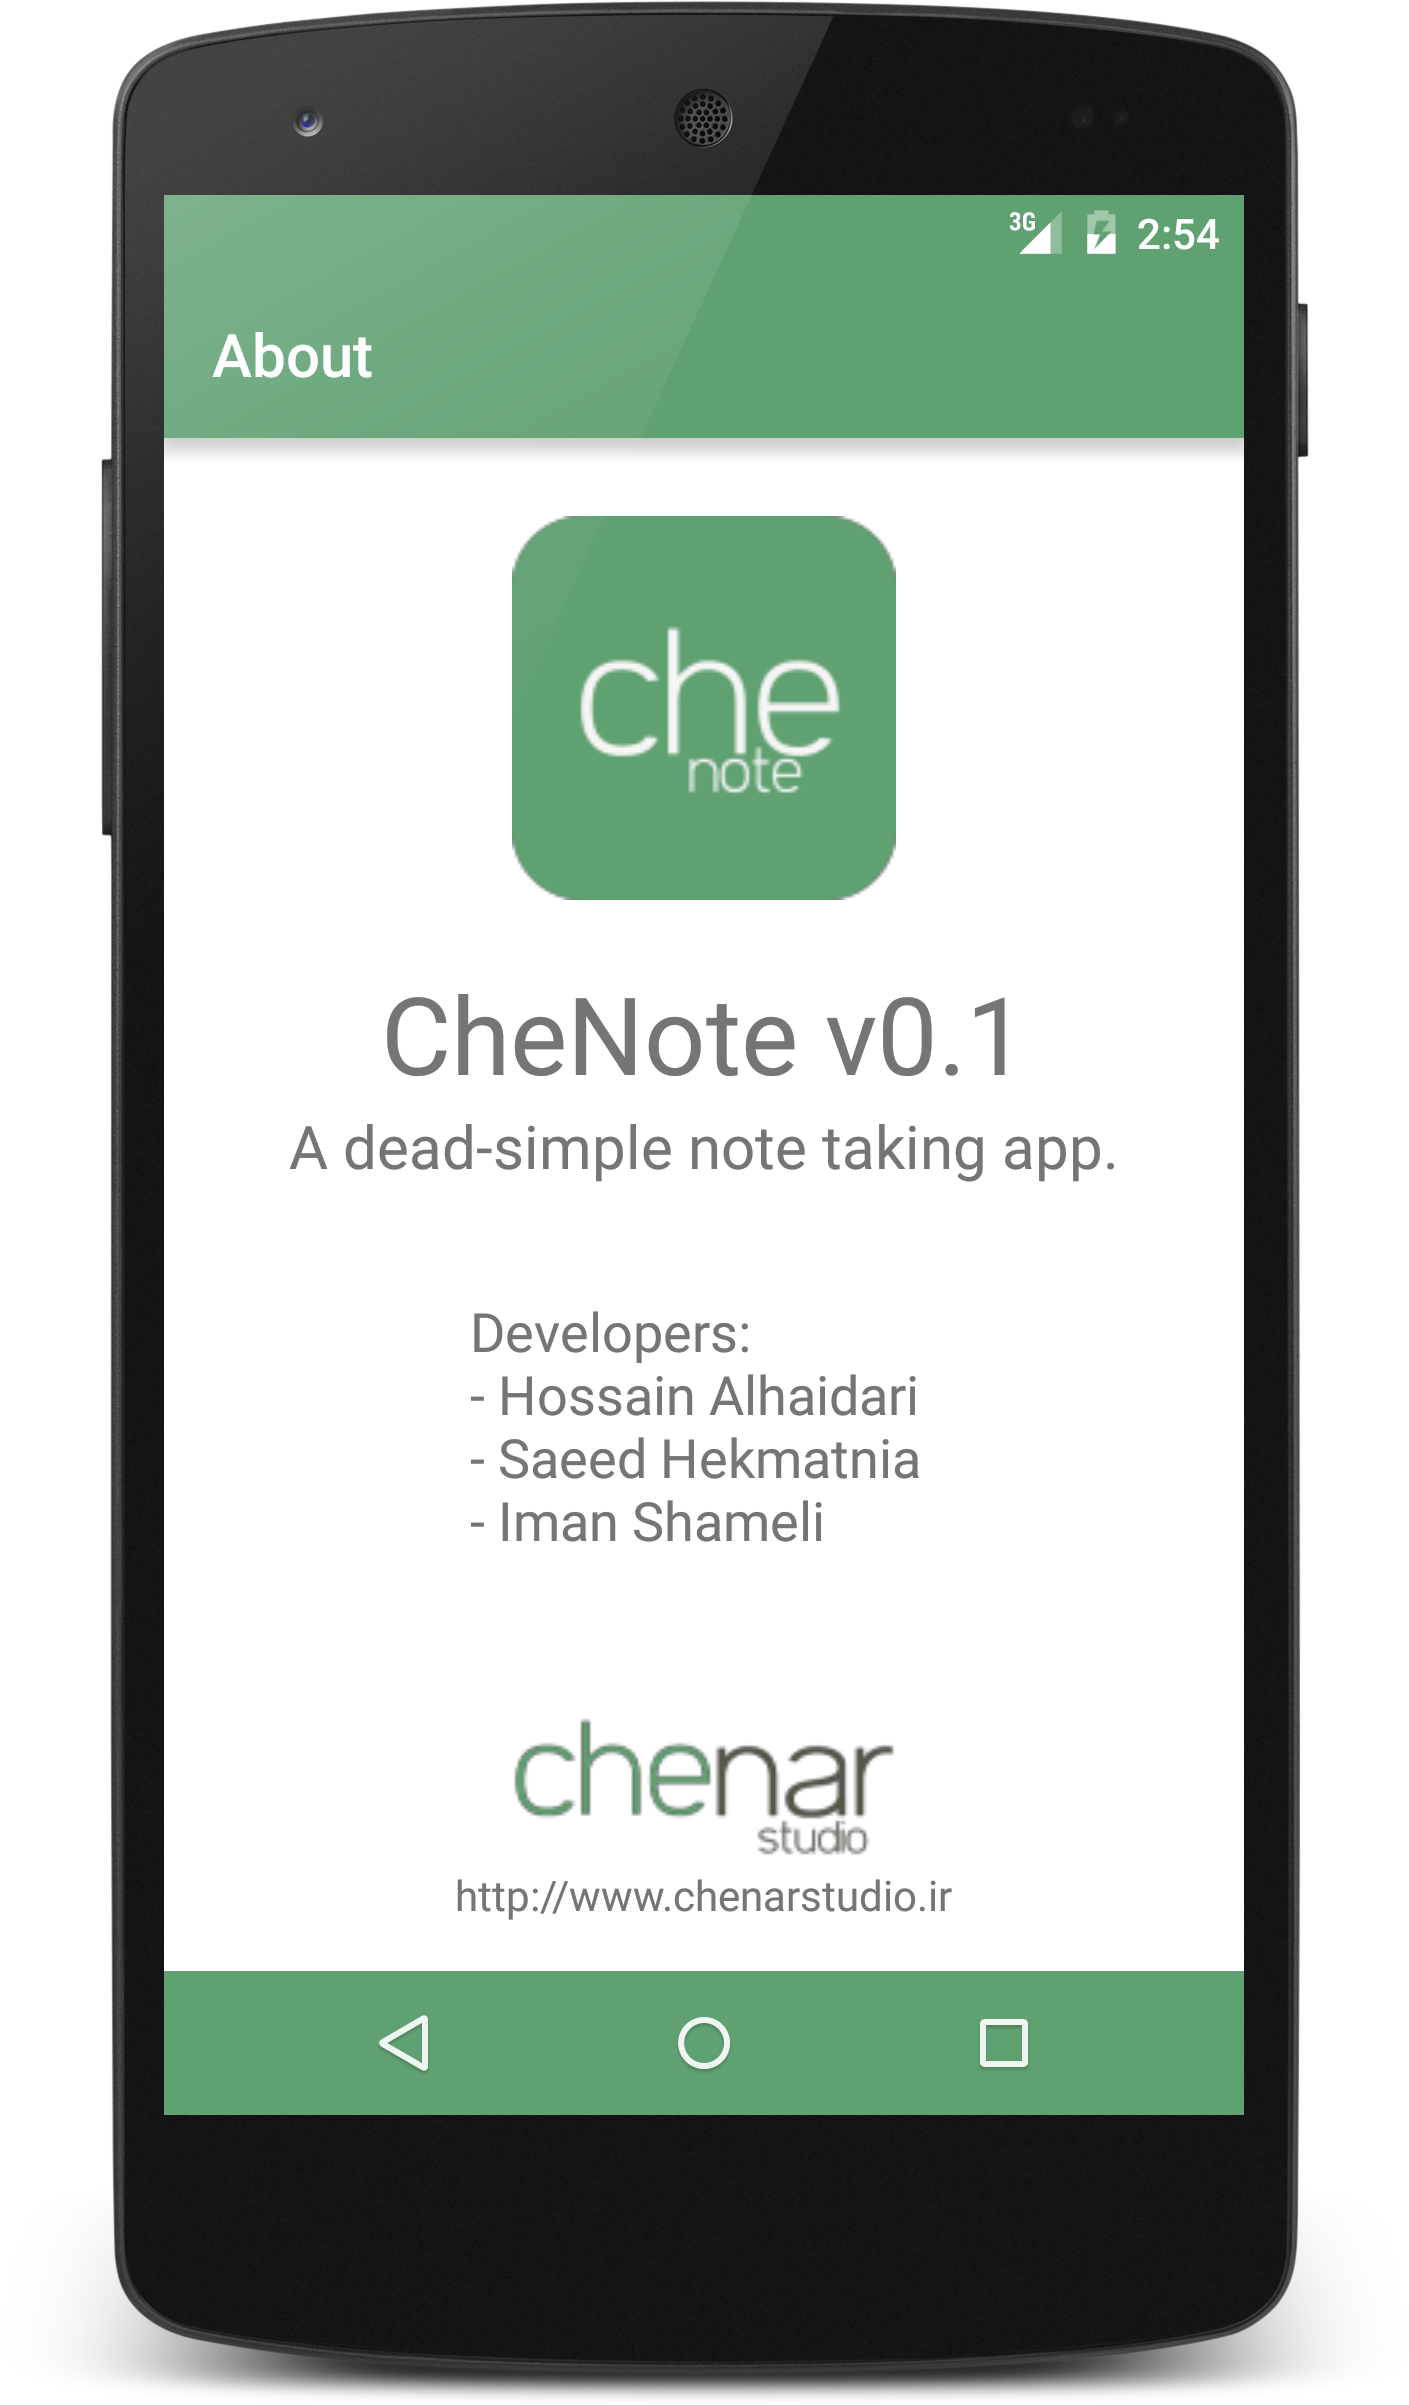 3G 2:54
About
che
note
CheNote v0.1
A dead-simple note taking app.
Developers:
- Hossain Alhaidari
- Saeed Hekmatnia
- Iman Shameli
chenar
studio
http://www.chenarstudio.ir